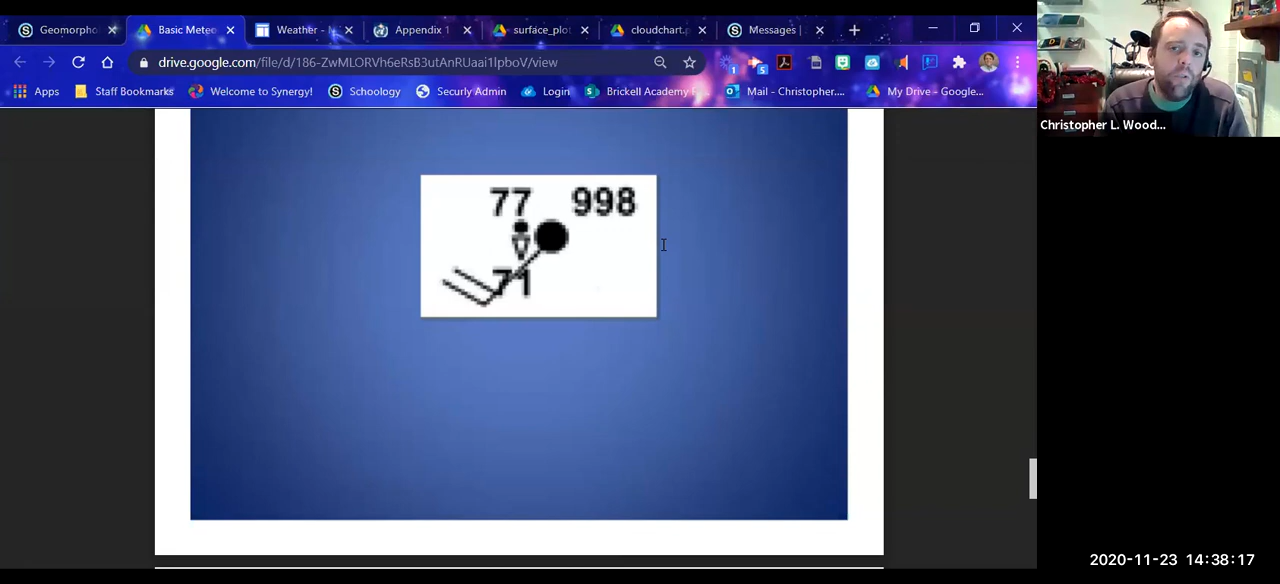 Geomorpho
Basic Meteo
Weather -
Appendix 1
surface_plot
cloudchart.p
Messages
drive.google.com/file/d/186-ZwMLORVh6eRsB3utAnRUaai1lpboV/view
1
5
Apps
Staff Bookmarks
Welcome to Synergy!
Schoology
Securly Admin
Login
Brickell Academy
Mail - Christopher,...
My Drive - Google...
Christopher L. Wood...
77 998
71
2020-11-23 14:38:17